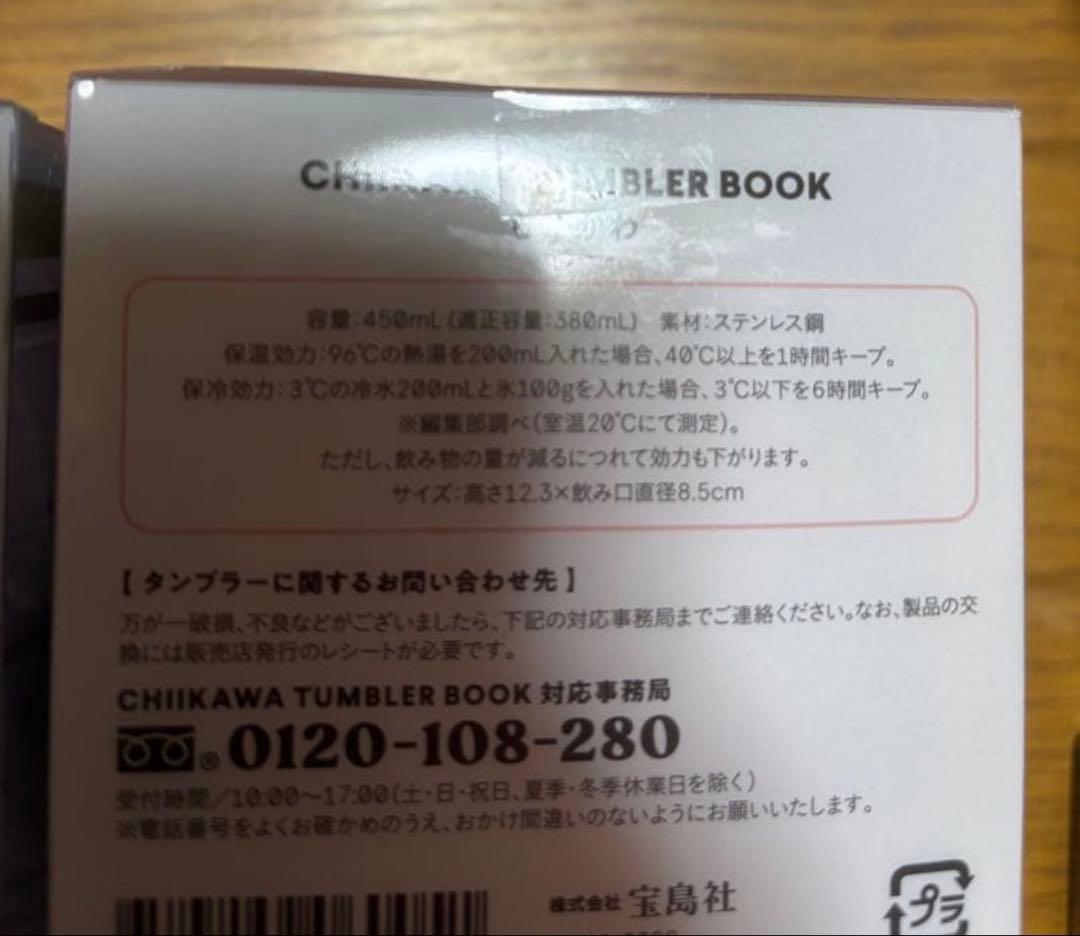 CHIIKAWA TUMBLER BOOK
容量:450mL(適正容量:380mL) 素材:ステンレス鋼
保温効力:96℃の熱湯を200mL入れた場合、40℃以上を1時間キープ。
保冷効力:3℃の冷水200mLと氷100gを入れた場合、3℃以下を6時間キープ。
※編集部調べ(室温20℃にて測定)。
ただし、飲み物の量が減るにつれて効力も下がります。
サイズ:高さ12.3×飲み口直径8.5cm
【 タンブラーに関するお問い合わせ先 】
万が一破損、不良などがございましたら、下記の対応事務局までご連絡ください。なお、製品の交
換には販売店発行のレシートが必要です。
CHIIKAWA TUMBLER BOOK 対応事務局
® 0120-108-280
受付時間/10:00〜17:00(土・日・祝日、夏季・冬季休業日を除く)
※電話番号をよくお確かめのうえ、おかけ間違いのないようにお願いいたします。
株式会社 宝島社
プラ